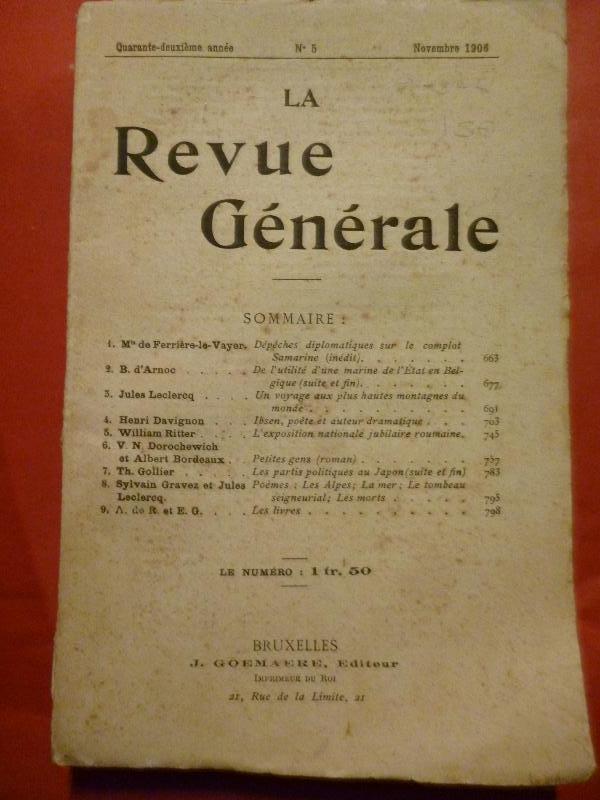 Quarante-deuxième année N° 5 Novembre 1906
LA
Revue
Générale
SOMMAIRE :
1. Mis de Ferrière-le-Vayer. Dépêches diplomatiques sur le complot
Samarine (inédit). . . . . . . 663
2. B. d'Arnoc . . . . . De l'utilité d'une marine de l'État en Bel-
gique (suite et fin). . . . . . . 677
3. Jules Leclercq . . . . Un voyage aux plus hautes montagnes du
monde . . . . . . . . . . 691
4. Henri Davignon . . . Ibsen, poète et auteur dramatique . . . 703
5. William Ritter . . . . L'exposition nationale jubilaire roumaine. 745
6. V. N. Dorochewich
et Albert Bordeaux . Petites gens (roman) . . . . . . . 757
7. Th. Gollier . . . . . Les partis politiques au Japon (suite et fin) 783
8. Sylvain Gravez et Jules Poèmes : Les Alpes; La mer; Le tombeau
Leclercq. seigneurial; Les morts . . . . . 795
9. A. de R. et E. G. . . . Les livres . . . . . . . . . . 798
LE NUMÉRO : 1 fr. 50
BRUXELLES
J. GOEMAERE, Editeur
IMPRIMEUR DU ROI
21, Rue de la Limite, 21